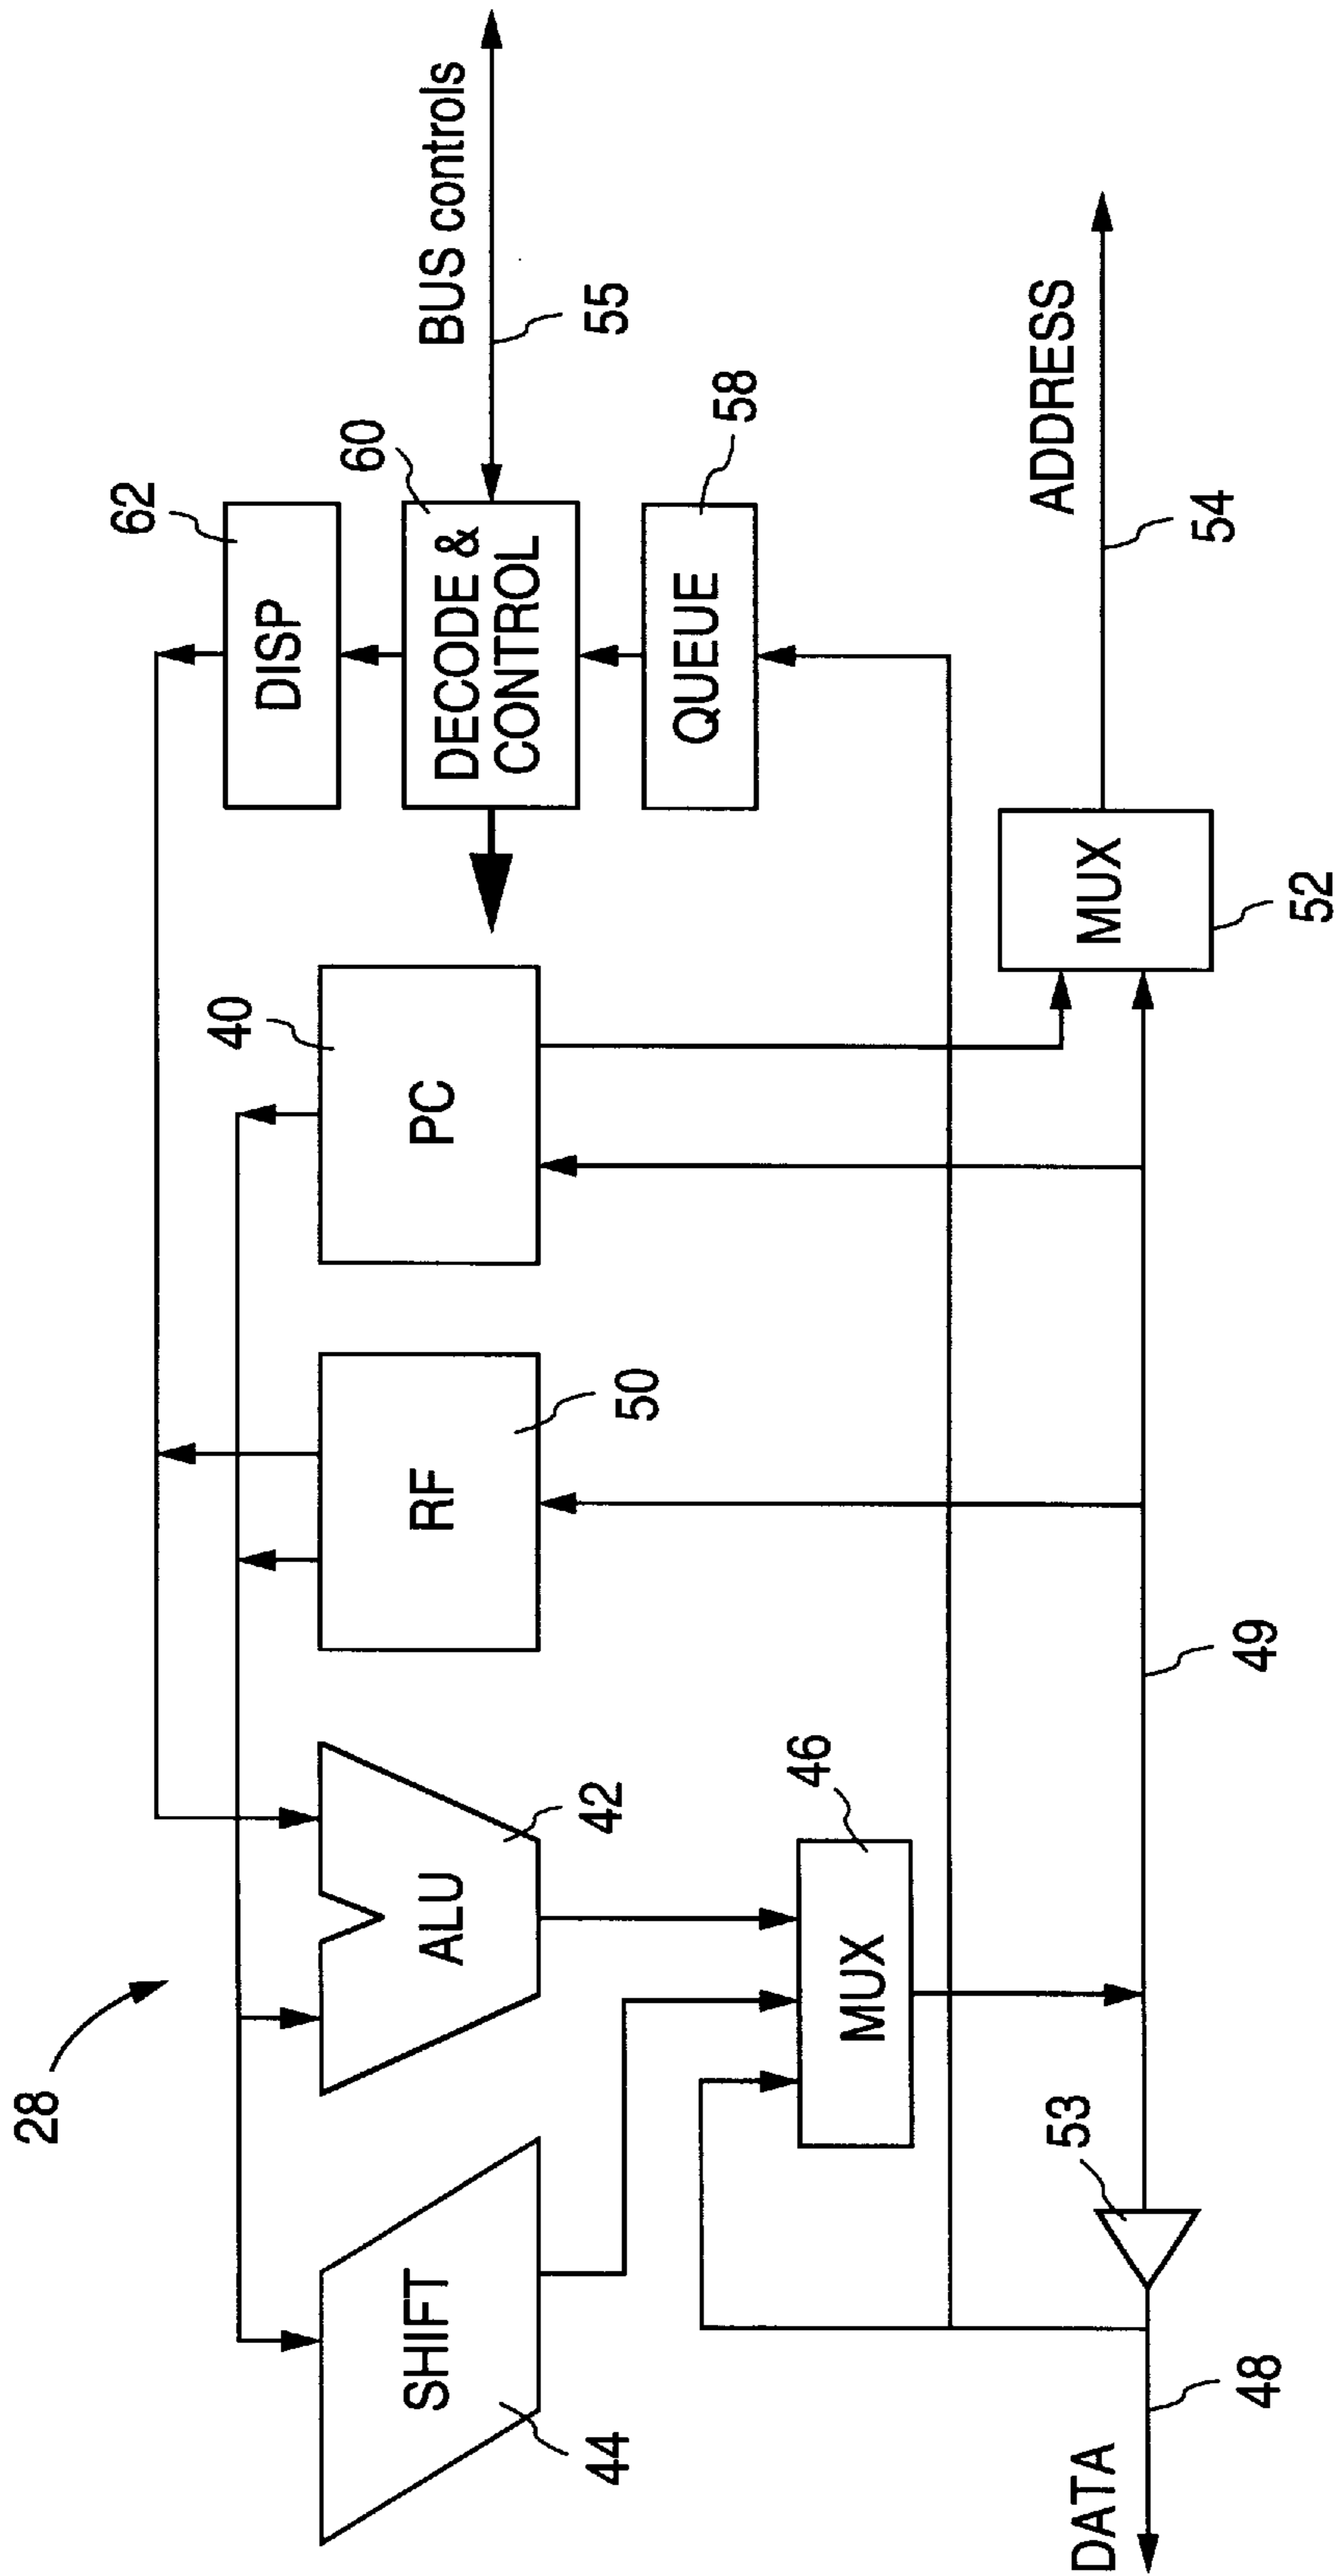 28
62
DISP
60
DECODE &
CONTROL
BUS controls
55
40
PC
RF
50
ALU
42
SHIFT
44
58
QUEUE
46
MUX
ADDRESS
54
MUX
52
49
53
DATA
48